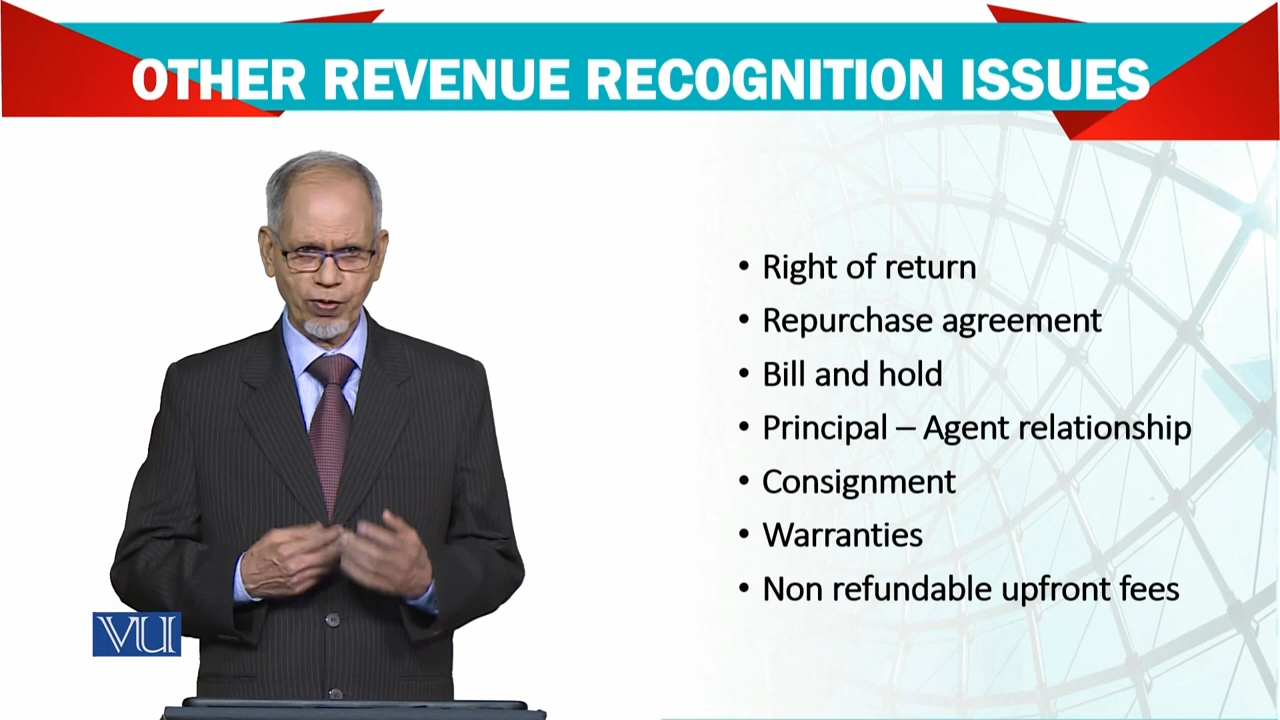 OTHER REVENUE RECOGNITION ISSUES
• Right of return
• Repurchase agreement
• Bill and hold
• Principal – Agent relationship
• Consignment
• Warranties
• Non refundable upfront fees
VU